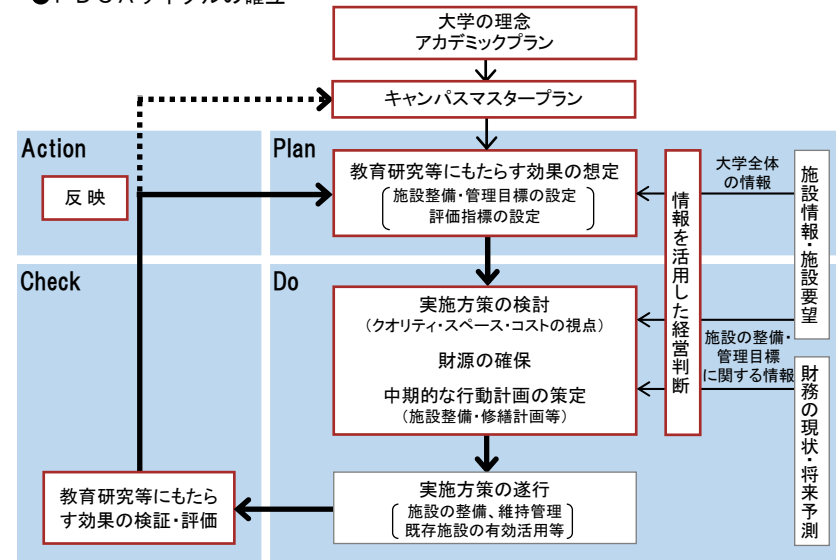 大学の理念
アカデミックプラン
キャンパスマスタープラン
Action
反 映
Plan
教育研究等にもたらす効果の想定
施設整備・管理目標の設定
評価指標の設定
大学全体
の情報
情報を活用した経営判断
施設情報・施設要望
Check
Do
実施方策の検討
(クオリティ・スペース・コストの視点)
財源の確保
中期的な行動計画の策定
(施設整備・修繕計画等)
施設の整備・
管理目標
に関する情報
財務の現状・将来予測
教育研究等にもたら
す効果の検証・評価
実施方策の遂行
施設の整備、維持管理
既存施設の有効活用等